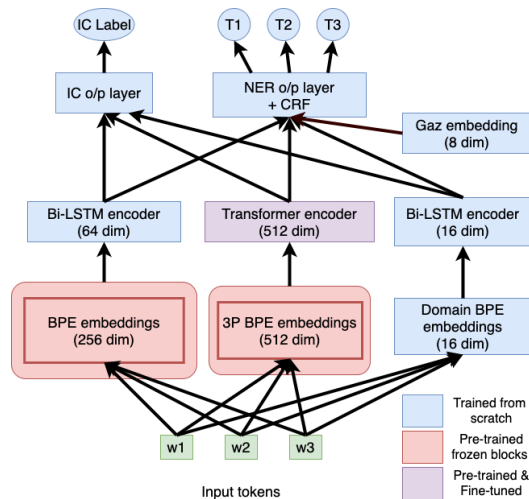 IC Label
T1
T2
T3
IC o/p layer
NER o/p layer
+ CRF
Gaz embedding
(8 dim)
Bi-LSTM encoder
(64 dim)
Transformer encoder
(512 dim)
Bi-LSTM encoder
(16 dim)
BPE embeddings
(256 dim)
3P BPE embeddings
(512 dim)
Domain BPE
embeddings
(16 dim)
w1
w2
w3
Input tokens
Trained from
scratch
Pre-trained
frozen blocks
Pre-trained &
Fine-tuned